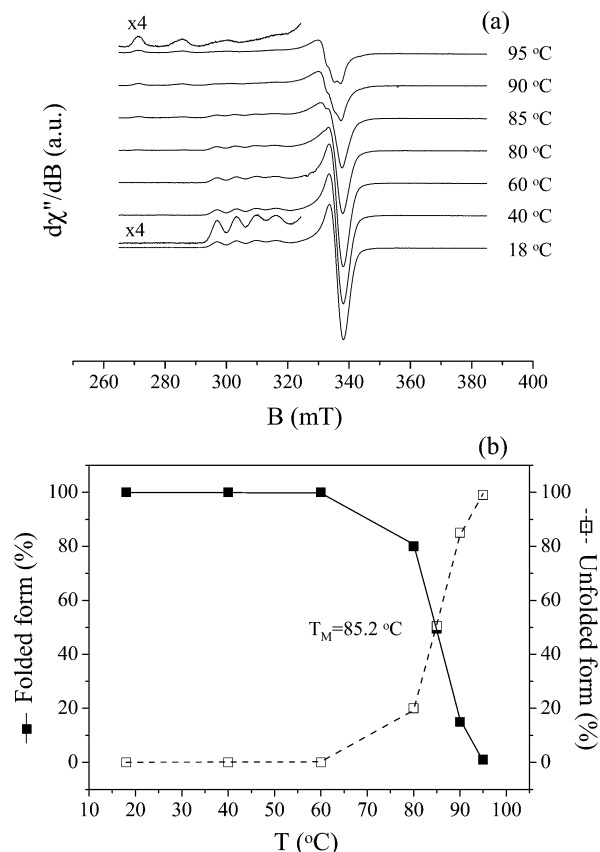 (a)
x4
95 °C
90 °C
85 °C
80 °C
60 °C
40 °C
x4
18 °C
dχ"/dB (a.u.)
260 280 300 320 340 360 380 400
B (mT)
(b)
100 100
80 80
60 60
40 40
20 20
0 0
T_M=85.2 °C
Folded form (%)
Unfolded form (%)
10 20 30 40 50 60 70 80 90 100
T (°C)